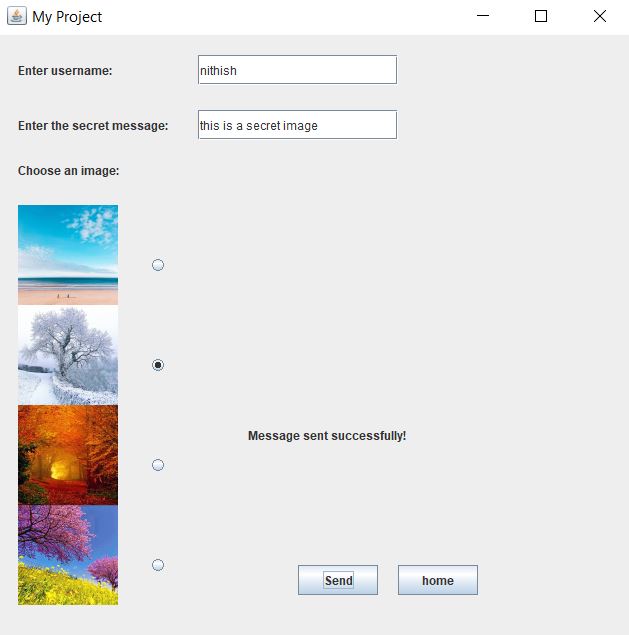 My Project
Enter username:
nithish
Enter the secret message:
this is a secret image
Choose an image:
Message sent successfully!
Send
home